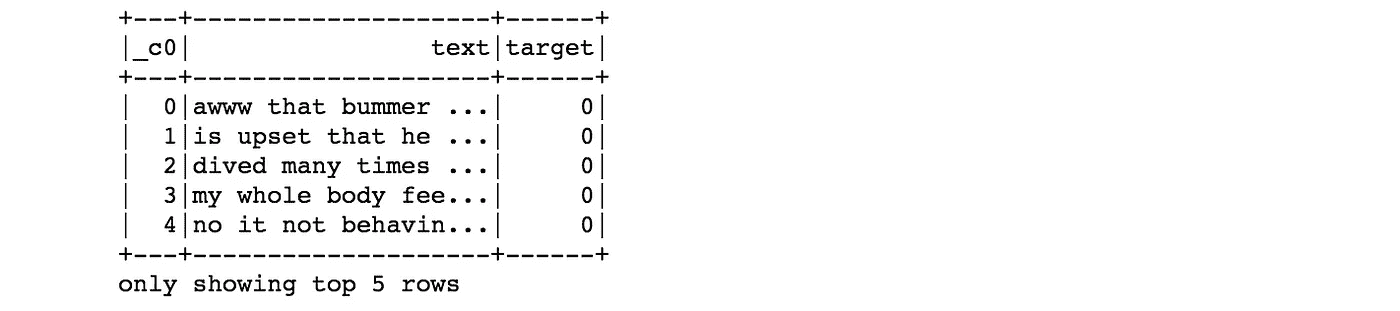 +---+--------------------+------+
|_c0|                text|target|
+---+--------------------+------+
|  0|awww that bummer ...|     0|
|  1|is upset that he ...|     0|
|  2|dived many times ...|     0|
|  3|my whole body fee...|     0|
|  4|no it not behavin...|     0|
+---+--------------------+------+
only showing top 5 rows